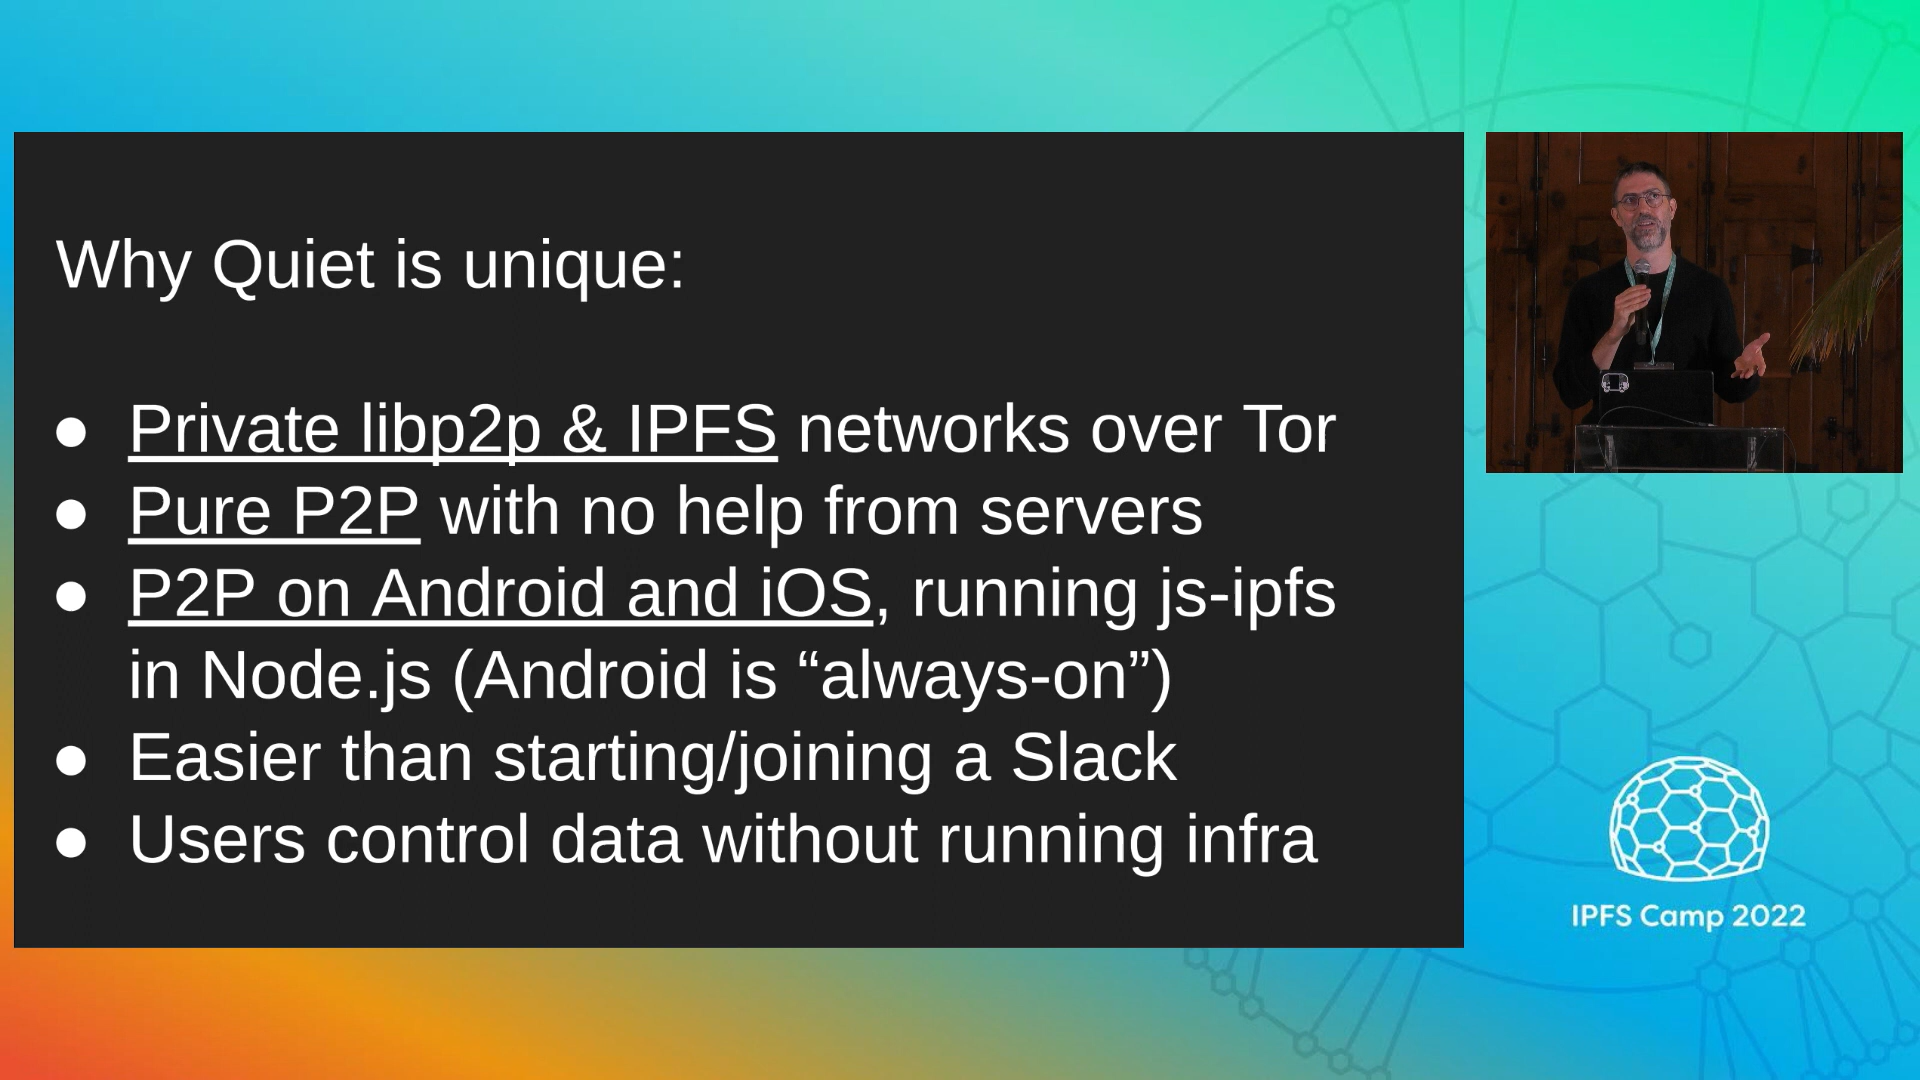 Why Quiet is unique:
● Private libp2p & IPFS networks over Tor
● Pure P2P with no help from servers
● P2P on Android and iOS, running js-ipfs
in Node.js (Android is “always-on”)
● Easier than starting/joining a Slack
● Users control data without running infra
IPFS Camp 2022